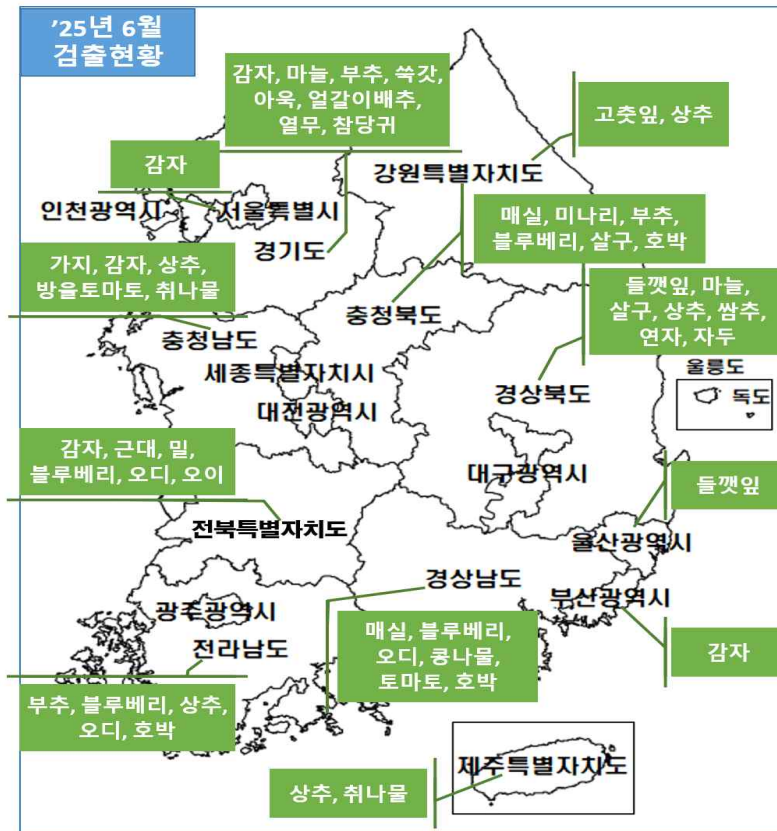 ’25년 6월
검출현황
감자, 마늘, 부추, 쑥갓,
아욱, 얼갈이배추,
열무, 참당귀
고춧잎, 상추
감자
강원특별자치도
인천광역시
서울특별시
경기도
매실, 미나리, 부추,
블루베리, 살구, 호박
가지, 감자, 상추,
방울토마토, 취나물
들깻잎, 마늘,
살구, 상추, 쌈추,
연자, 자두
충청북도
충청남도
세종특별자치시
대전광역시
경상북도
울릉도
독도
감자, 근대, 밀,
블루베리, 오디, 오이
대구광역시
들깻잎
전북특별자치도
울산광역시
경상남도
부산광역시
광주광역시
전라남도
매실, 블루베리,
오디, 콩나물,
토마토, 호박
감자
부추, 블루베리, 상추,
오디, 호박
제주특별자치도
상추, 취나물